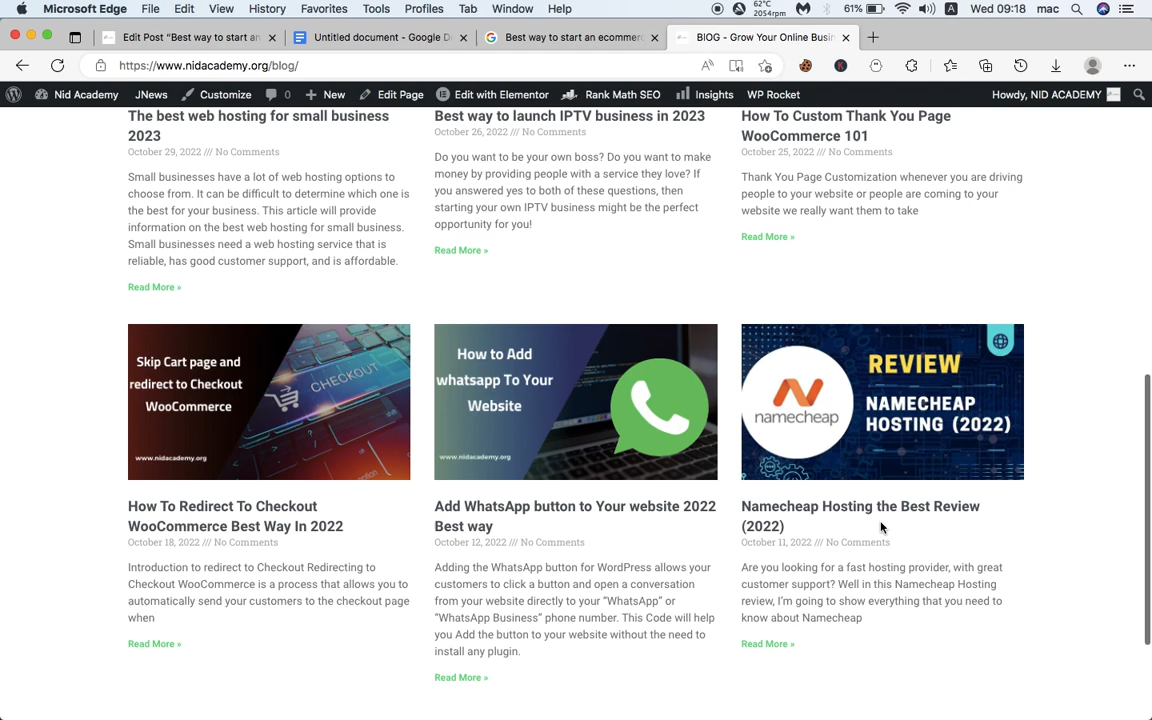 Microsoft Edge File Edit View History Favorites Tools Profiles Tab Window Help 62°C 2054rpm 61% A Wed 09:18 mac
Edit Post “Best way to start an Untitled document - Google D Best way to start an ecommerc BlOG - Grow Your Online Busin
https://www.nidacademy.org/blog/
Nid Academy JNews Customize 0 New Edit Page Edit with Elementor Rank Math SEO Insights WP Rocket Howdy, NID ACADEMY
The best web hosting for small business
2023
October 29, 2022 /// No Comments
Small businesses have a lot of web hosting options to
choose from. It can be difficult to determine which one is
the best for your business. This article will provide
information on the best web hosting for small business.
Small businesses need a web hosting service that is
reliable, has good customer support, and is affordable.
Read More »
Best way to launch IPTV business in 2023
October 26, 2022 /// No Comments
Do you want to be your own boss? Do you want to make
money by providing people with a service they love? If
you answered yes to both of these questions, then
starting your own IPTV business might be the perfect
opportunity for you!
Read More »
How To Custom Thank You Page
WooCommerce 101
October 25, 2022 /// No Comments
Thank You Page Customization whenever you are driving
people to your website or people are coming to your
website we really want them to take
Read More »
Skip Cart page and
redirect to Checkout
WooCommerce
CHECKOUT
www.nidacademy.org
How To Redirect To Checkout
WooCommerce Best Way In 2022
October 18, 2022 /// No Comments
Introduction to redirect to Checkout Redirecting to
Checkout WooCommerce is a process that allows you to
automatically send your customers to the checkout page
when
Read More »
How to Add
whatsapp To Your
Website
www.nidacademy.org
Add WhatsApp button to Your website 2022
Best way
October 12, 2022 /// No Comments
Adding the WhatsApp button for WordPress allows your
customers to click a button and open a conversation
from your website directly to your “WhatsApp” or
“WhatsApp Business” phone number. This Code will help
you Add the button to your website without the need to
install any plugin.
Read More »
namecheap
REVIEW
NAMECHEAP
HOSTING (2022)
Namecheap Hosting the Best Review
(2022)
October 11, 2022 /// No Comments
Are you looking for a fast hosting provider, with great
customer support? Well in this Namecheap Hosting
review, I’m going to show everything that you need to
know about Namecheap
Read More »